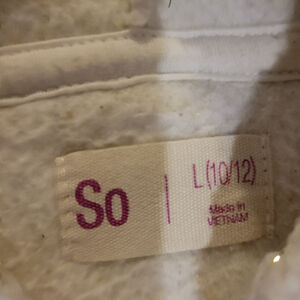 So | L(10/12)
Made in
VIETNAM